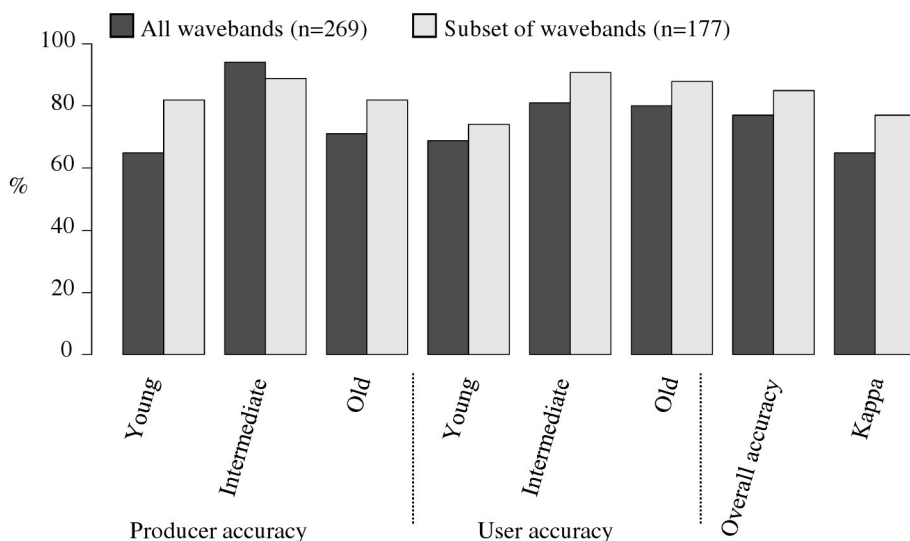 All wavebands (n=269) Subset of wavebands (n=177)
100
80
60
%
40
20
0
Young Intermediate Old Young Intermediate Old Overall accuracy Kappa
Producer accuracy User accuracy